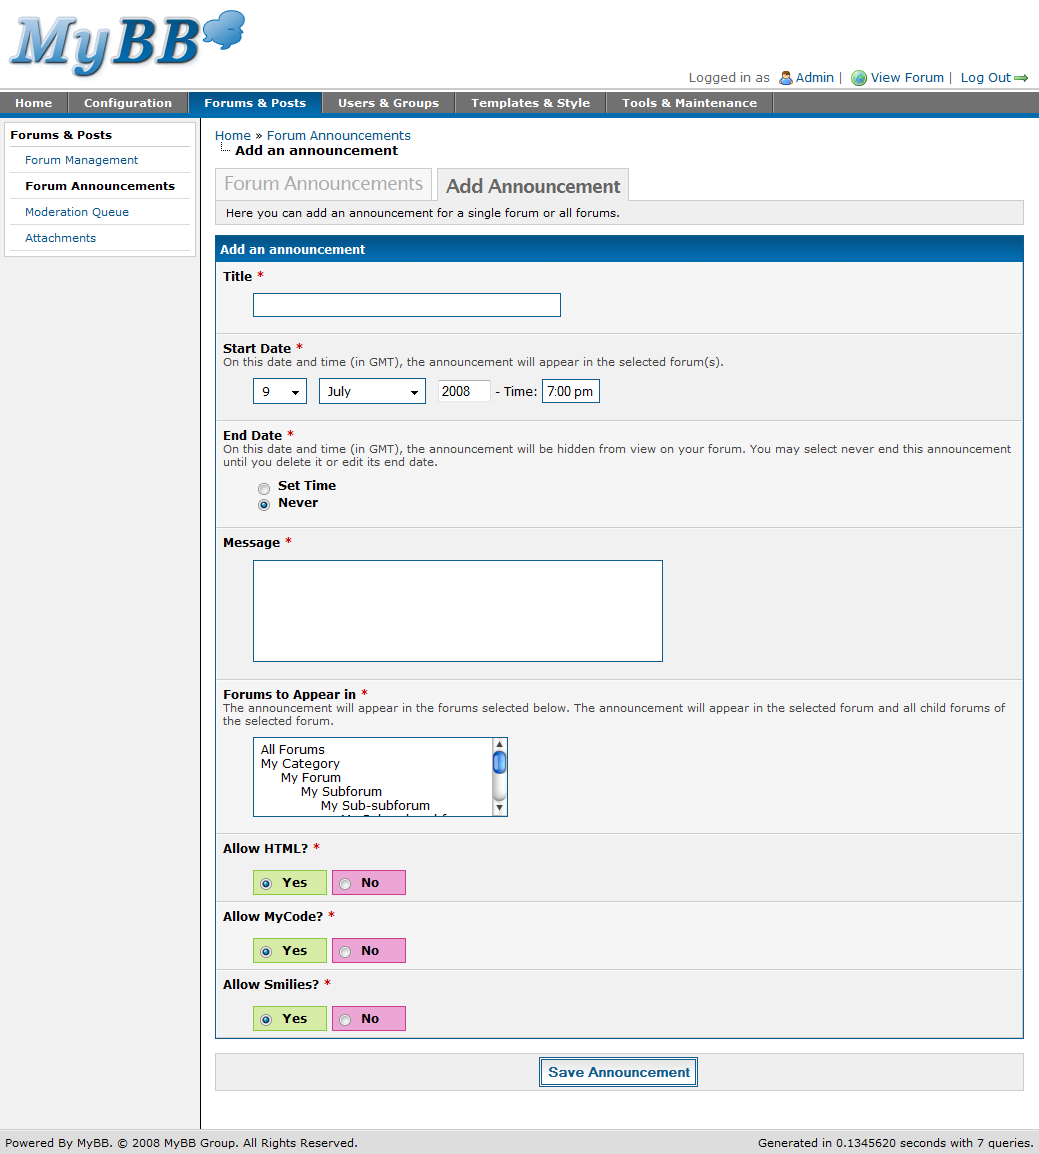 MyBB
Logged in as Admin | View Forum | Log Out
Home Configuration Forums & Posts Users & Groups Templates & Style Tools & Maintenance
Forums & Posts
Forum Management
Forum Announcements
Moderation Queue
Attachments
Home » Forum Announcements
Add an announcement
Forum Announcements Add Announcement
Here you can add an announcement for a single forum or all forums.
Add an announcement
Title *
Start Date *
On this date and time (in GMT), the announcement will appear in the selected forum(s).
9 July 2008 - Time: 7:00 pm
End Date *
On this date and time (in GMT), the announcement will be hidden from view on your forum. You may select never end this announcement
until you delete it or edit its end date.
Set Time
Never
Message *
Forums to Appear in *
The announcement will appear in the forums selected below. The announcement will appear in the selected forum and all child forums of
the selected forum.
All Forums
My Category
My Forum
My Subforum
My Sub-subforum
Allow HTML? *
Yes No
Allow MyCode? *
Yes No
Allow Smilies? *
Yes No
Save Announcement
Powered By MyBB. © 2008 MyBB Group. All Rights Reserved.
Generated in 0.1345620 seconds with 7 queries.